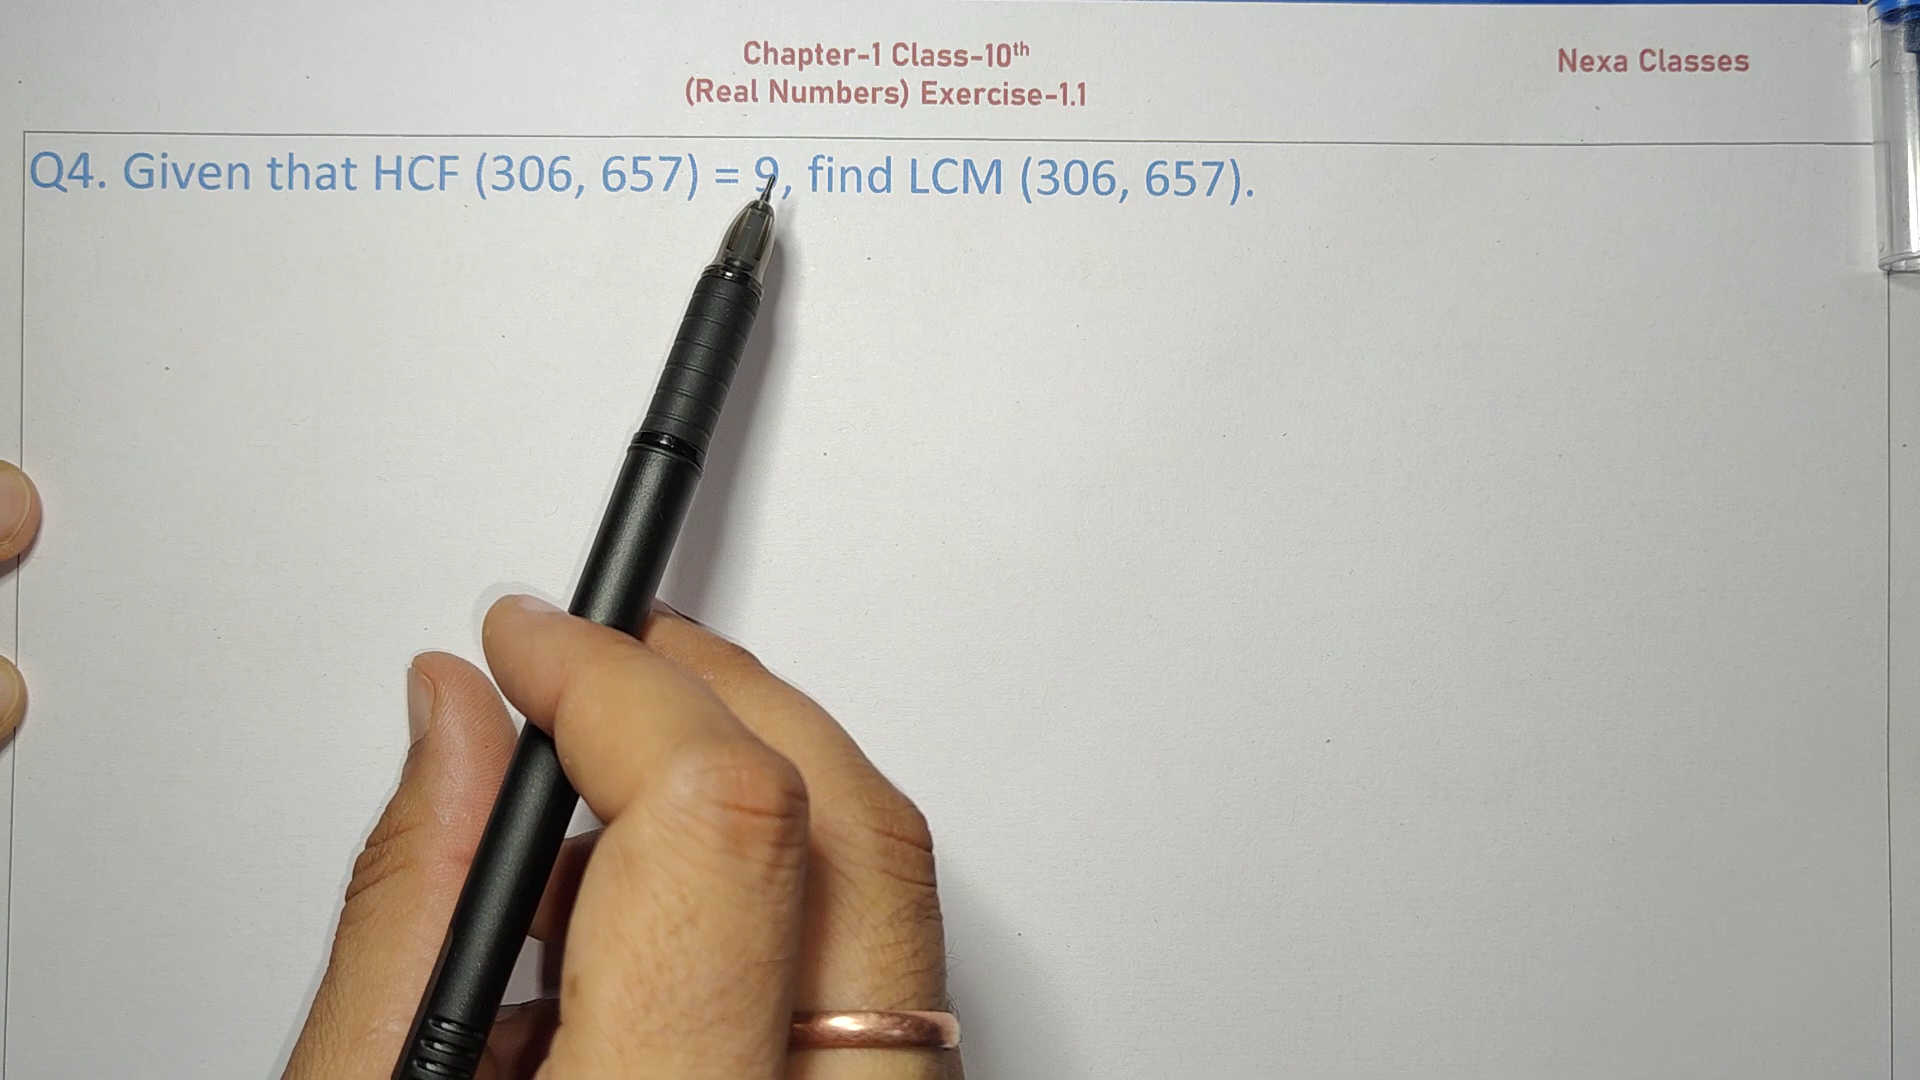 Chapter-1 Class-10th
(Real Numbers) Exercise-1.1
Nexa Classes
Q4. Given that HCF (306, 657) = 9, find LCM (306, 657).